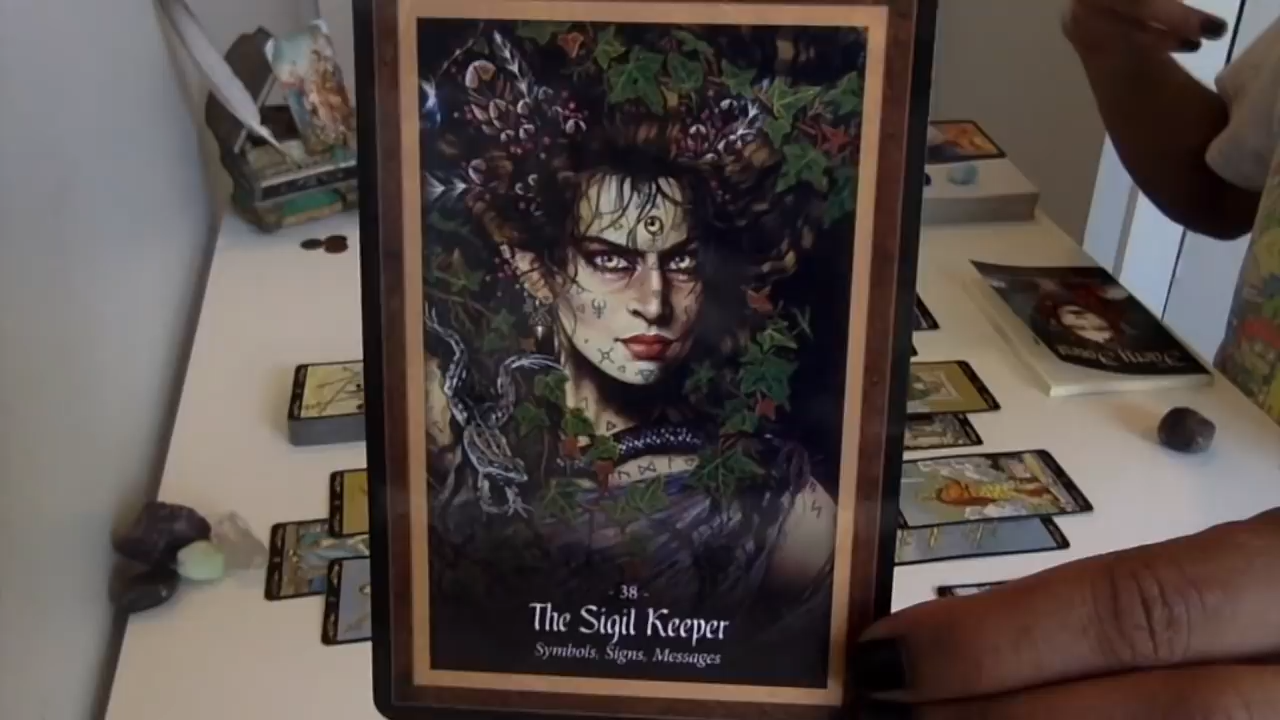 - 38 -
The Sigil Keeper
Symbols, Signs, Messages